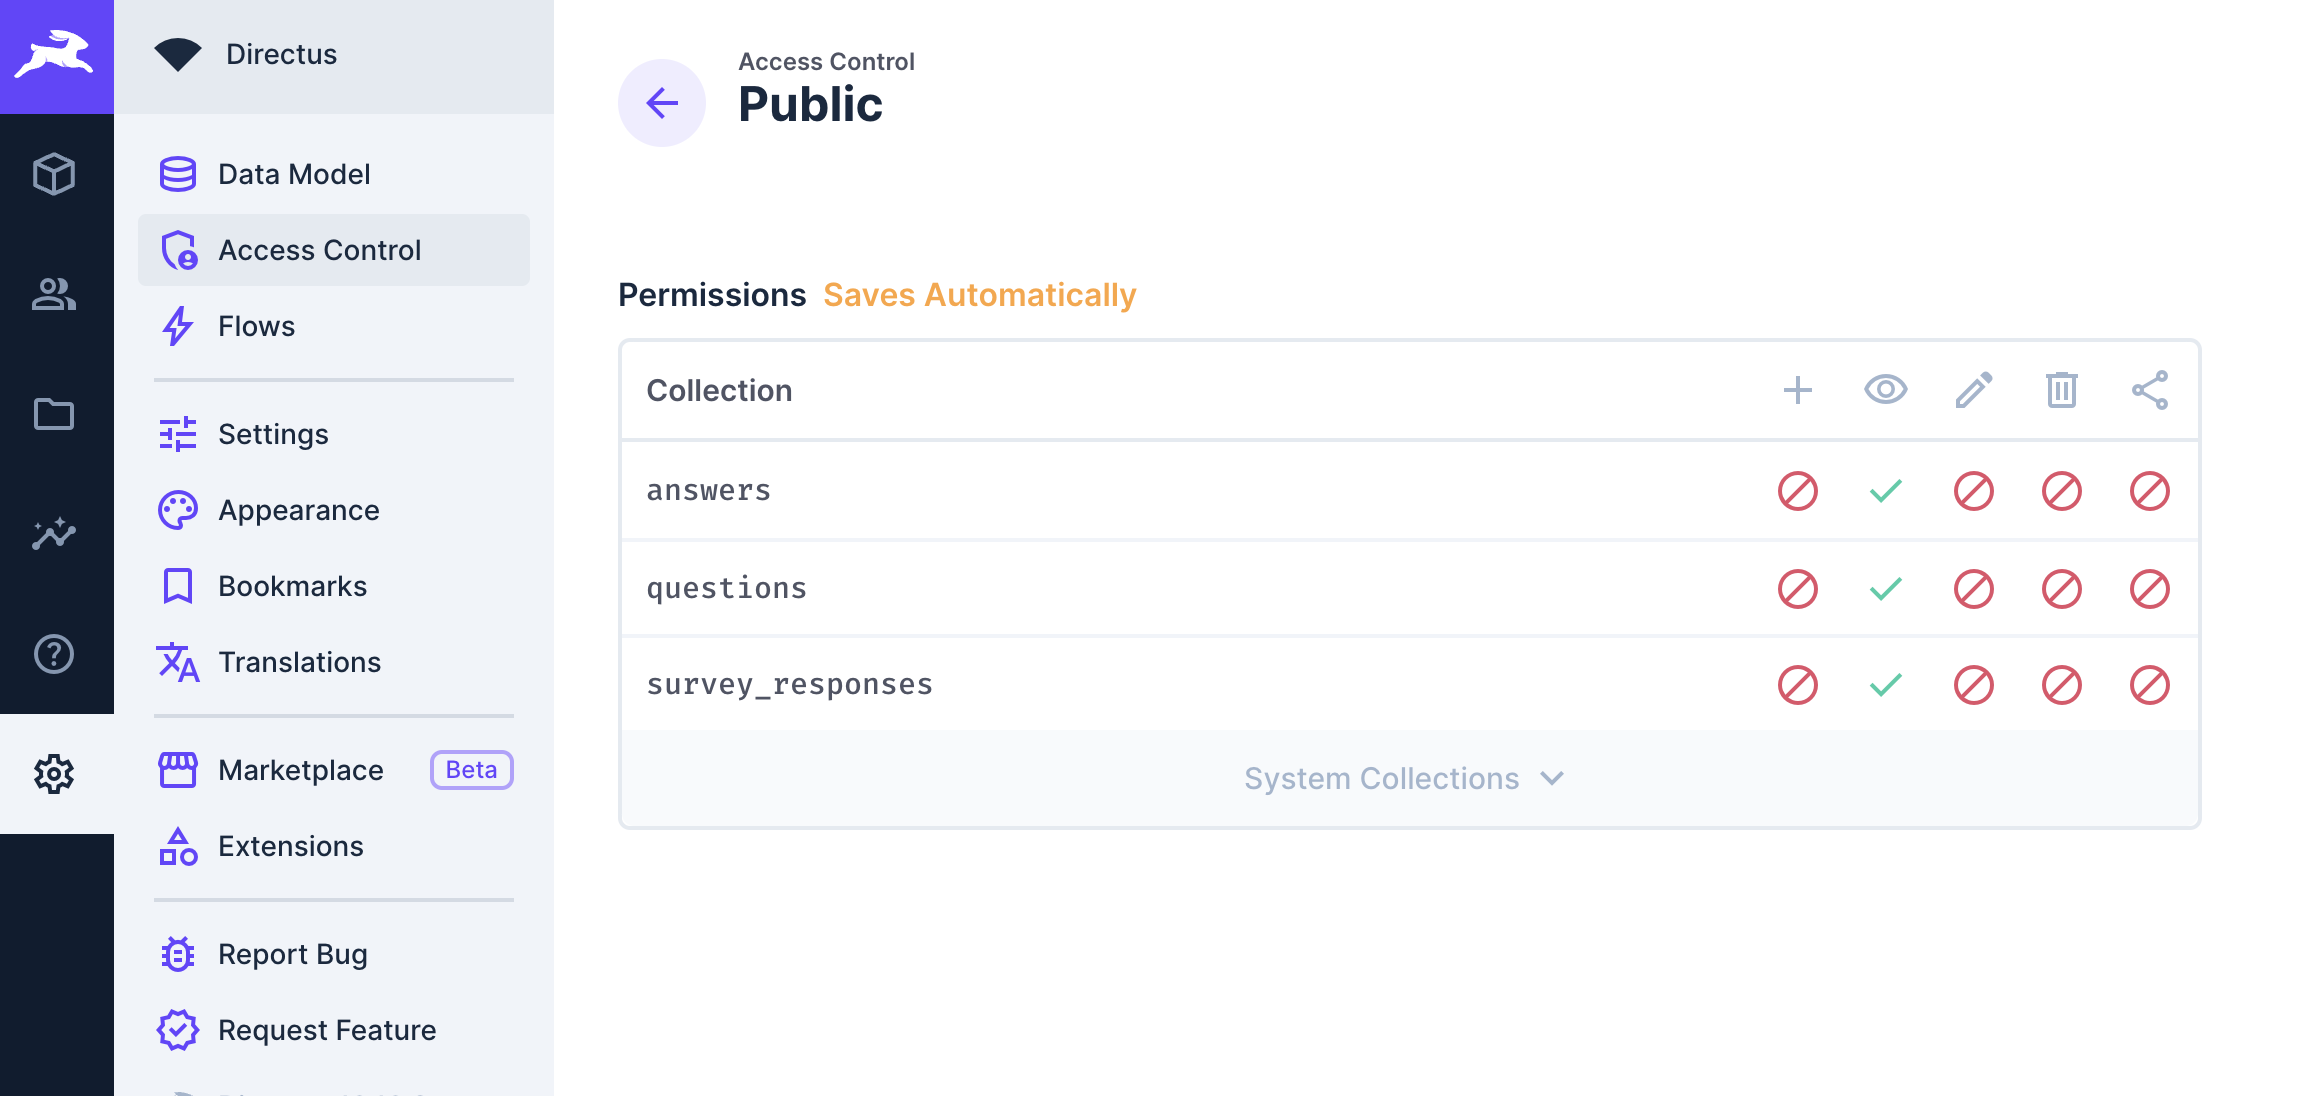 Directus
Data Model
Access Control
Flows
Settings
Appearance
Bookmarks
Translations
Marketplace Beta
Extensions
Report Bug
Request Feature
Access Control
Public
Permissions Saves Automatically
Collection
answers
questions
survey_responses
System Collections